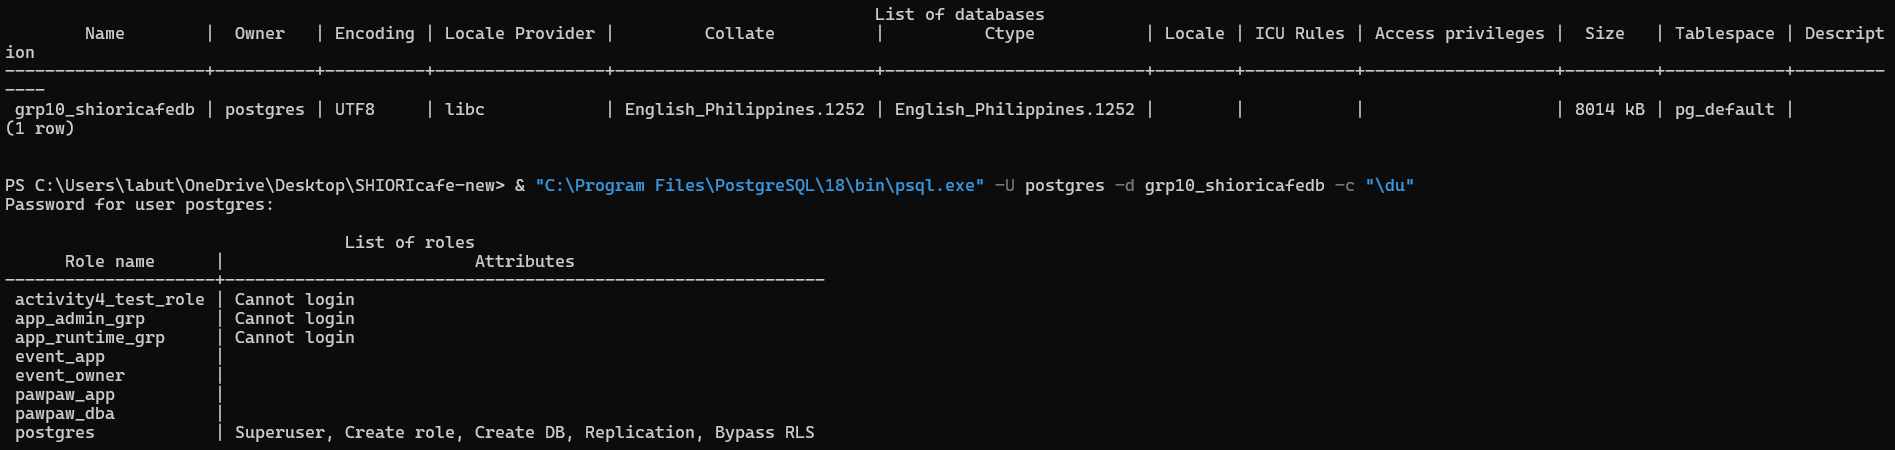 List of databases
Name | Owner | Encoding | Locale Provider | Collate | Ctype | Locale | ICU Rules | Access privileges | Size | Tablespace | Descript
ion
--------------------+----------+----------+-----------------+--------------------------+--------------------------+--------+-----------+-------------------+---------+------------+---------
----
grp10_shioricafedb | postgres | UTF8 | libc | English_Philippines.1252 | English_Philippines.1252 | | | | 8014 kB | pg_default |
(1 row)
PS C:\Users\labut\OneDrive\Desktop\SHIORIcafe-new> & "C:\Program Files\PostgreSQL\18\bin\psql.exe" -U postgres -d grp10_shioricafedb -c "\du"
Password for user postgres:
List of roles
Role name | Attributes
---------------------+------------------------------------------------------------
activity4_test_role | Cannot login
app_admin_grp | Cannot login
app_runtime_grp | Cannot login
event_app |
event_owner |
pawpaw_app |
pawpaw_dba |
postgres | Superuser, Create role, Create DB, Replication, Bypass RLS